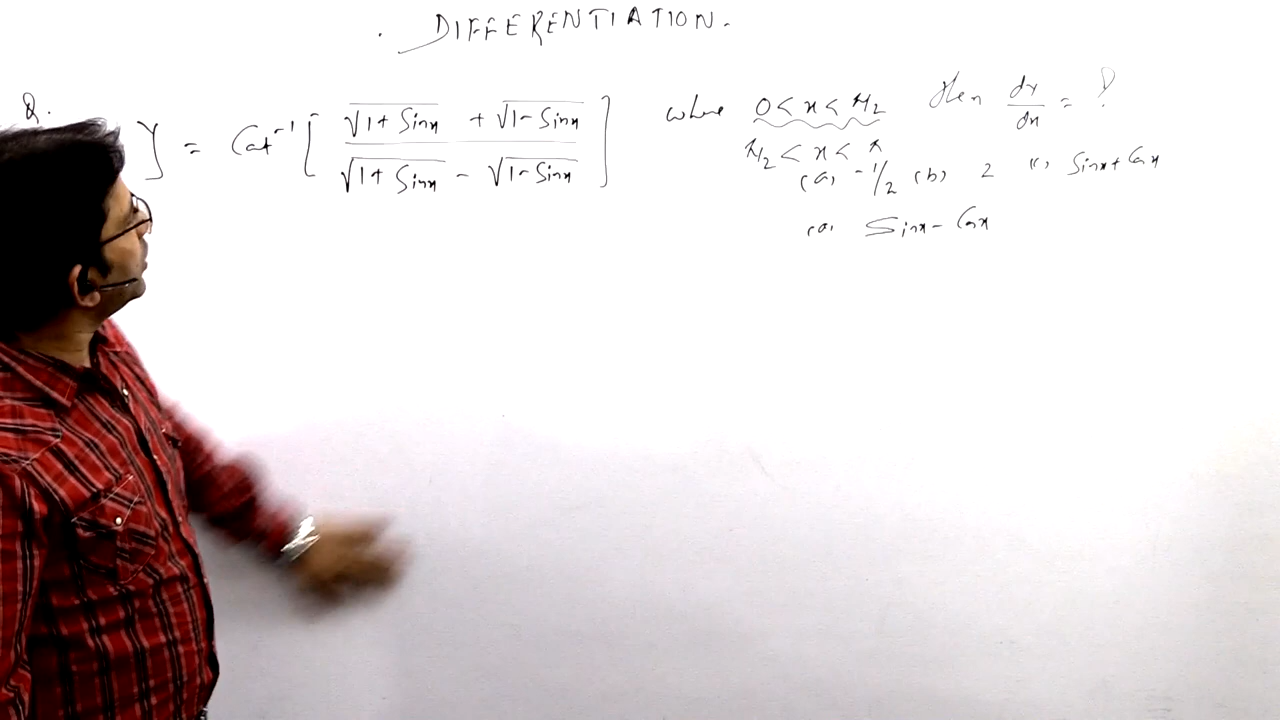 . DIFFERENTIATION.
Q.
Y = Cot⁻¹ [ (√1+Sinx + √1-Sinx) / (√1+Sinx - √1-Sinx) ] where 0 < x < π/2 then dy/dx = ?
π/2 < x < π
(a) -1/2 (b) 2 (c) Sinx + Cosx
(d) Sinx - Cosx